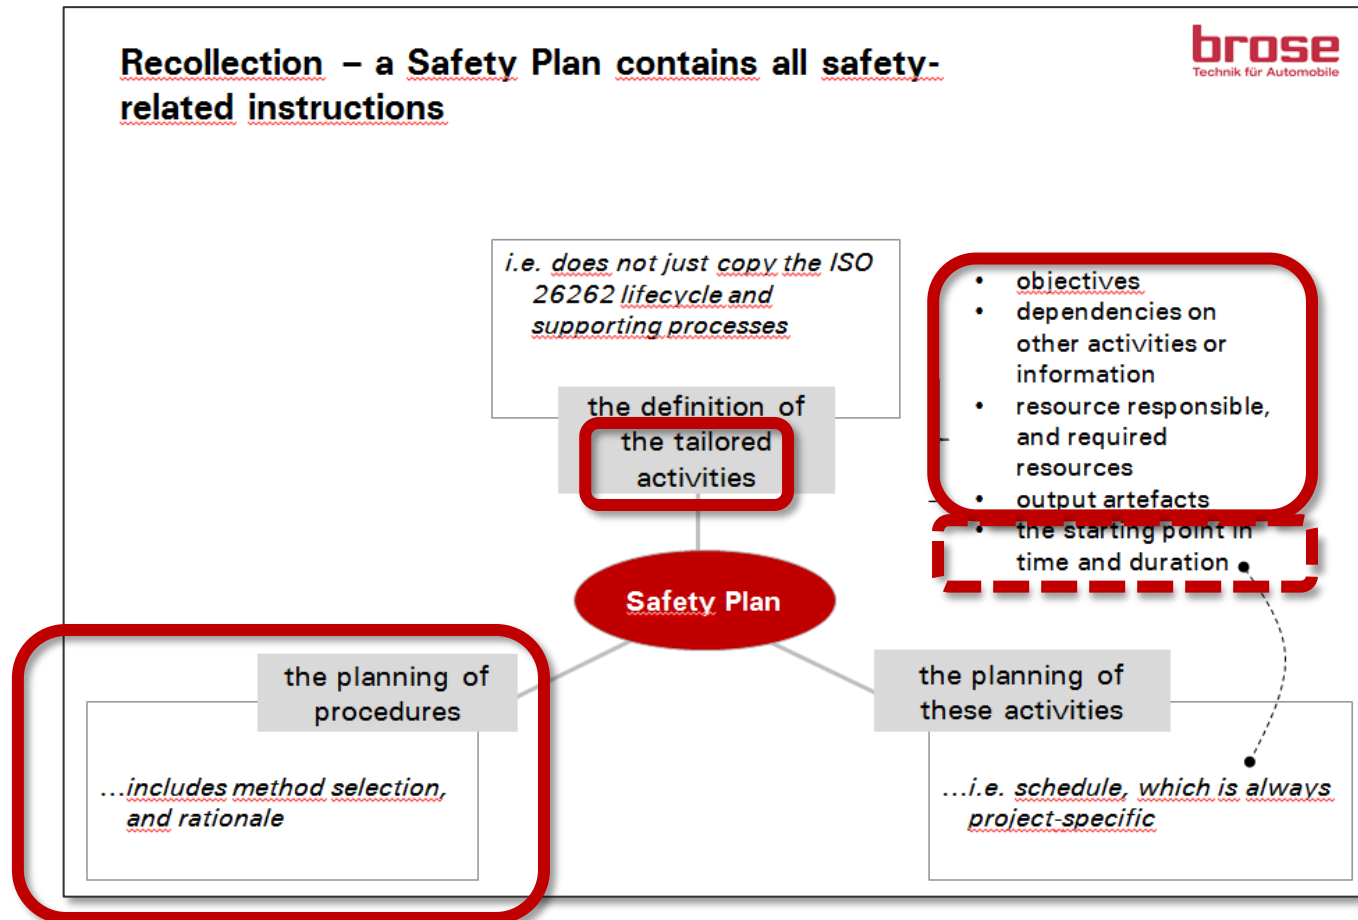 Recollection – a Safety Plan contains all safety-
related instructions
brose
Technik für Automobile
i.e. does not just copy the ISO
26262 lifecycle and
supporting processes
the definition of
the tailored
activities
• objectives
• dependencies on
other activities or
information
• resource responsible,
and required
resources
• output artefacts
• the starting point in
time and duration
Safety Plan
the planning of
procedures
...includes method selection,
and rationale
the planning of
these activities
...i.e. schedule, which is always
project-specific